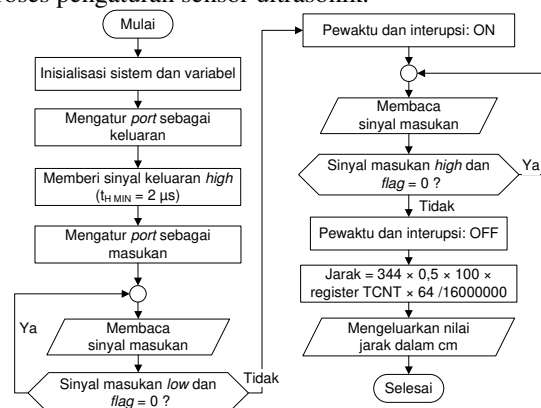 roses pengaturan sensor ultrasonik.
Mulai
Inisialisasi sistem dan variabel
Mengatur port sebagai
keluaran
Memberi sinyal keluaran high
(tH MIN = 2 µs)
Mengatur port sebagai
masukan
Ya
Membaca
sinyal masukan
Sinyal masukan low dan
flag = 0 ?
Tidak
Pewaktu dan interupsi: ON
Membaca
sinyal masukan
Sinyal masukan high dan
flag = 0 ?
Ya
Tidak
Pewaktu dan interupsi: OFF
Jarak = 344 × 0,5 × 100 ×
register TCNT × 64 /16000000
Mengeluarkan nilai
jarak dalam cm
Selesai